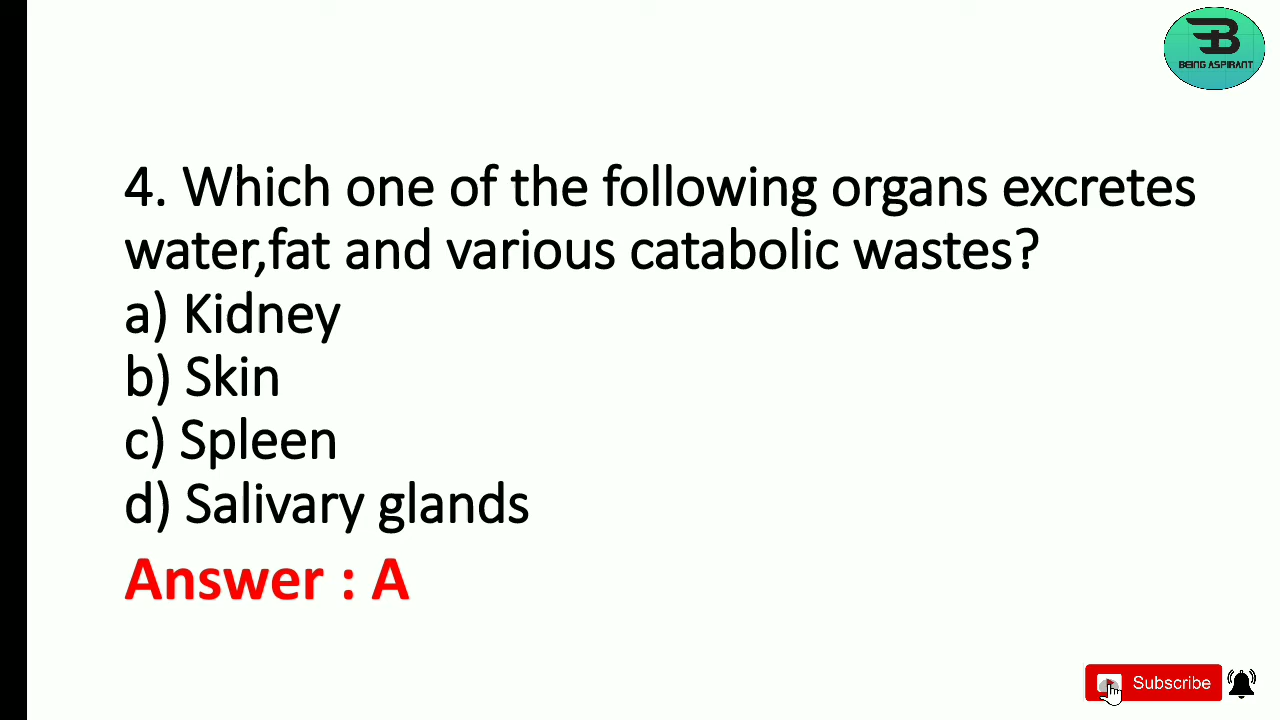 BEING ASPIRANT
4. Which one of the following organs excretes
water,fat and various catabolic wastes?
a) Kidney
b) Skin
c) Spleen
d) Salivary glands
Answer : A
Subscribe